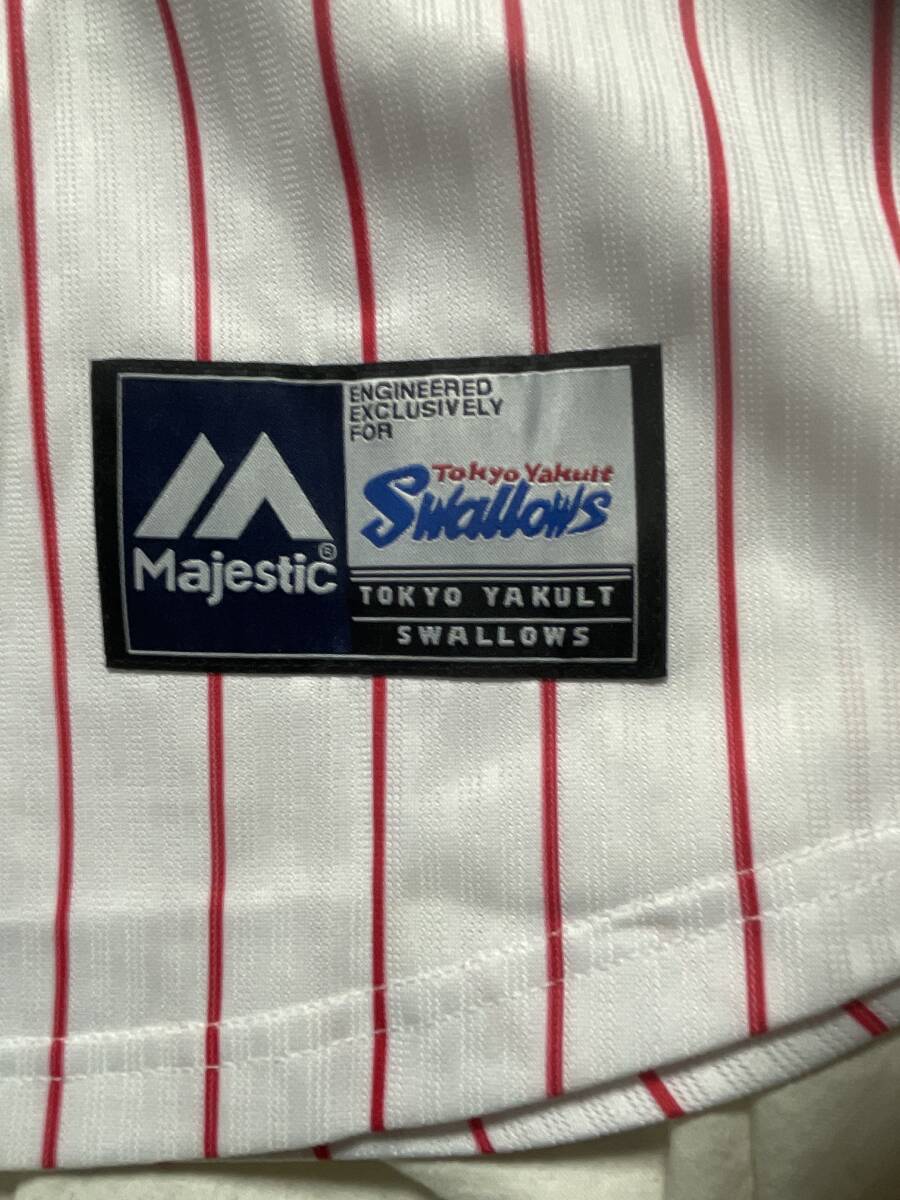 ENGINEERED
EXCLUSIVELY
FOR
Tokyo Yakult
Swallows
Majestic®
TOKYO YAKULT
SWALLOWS